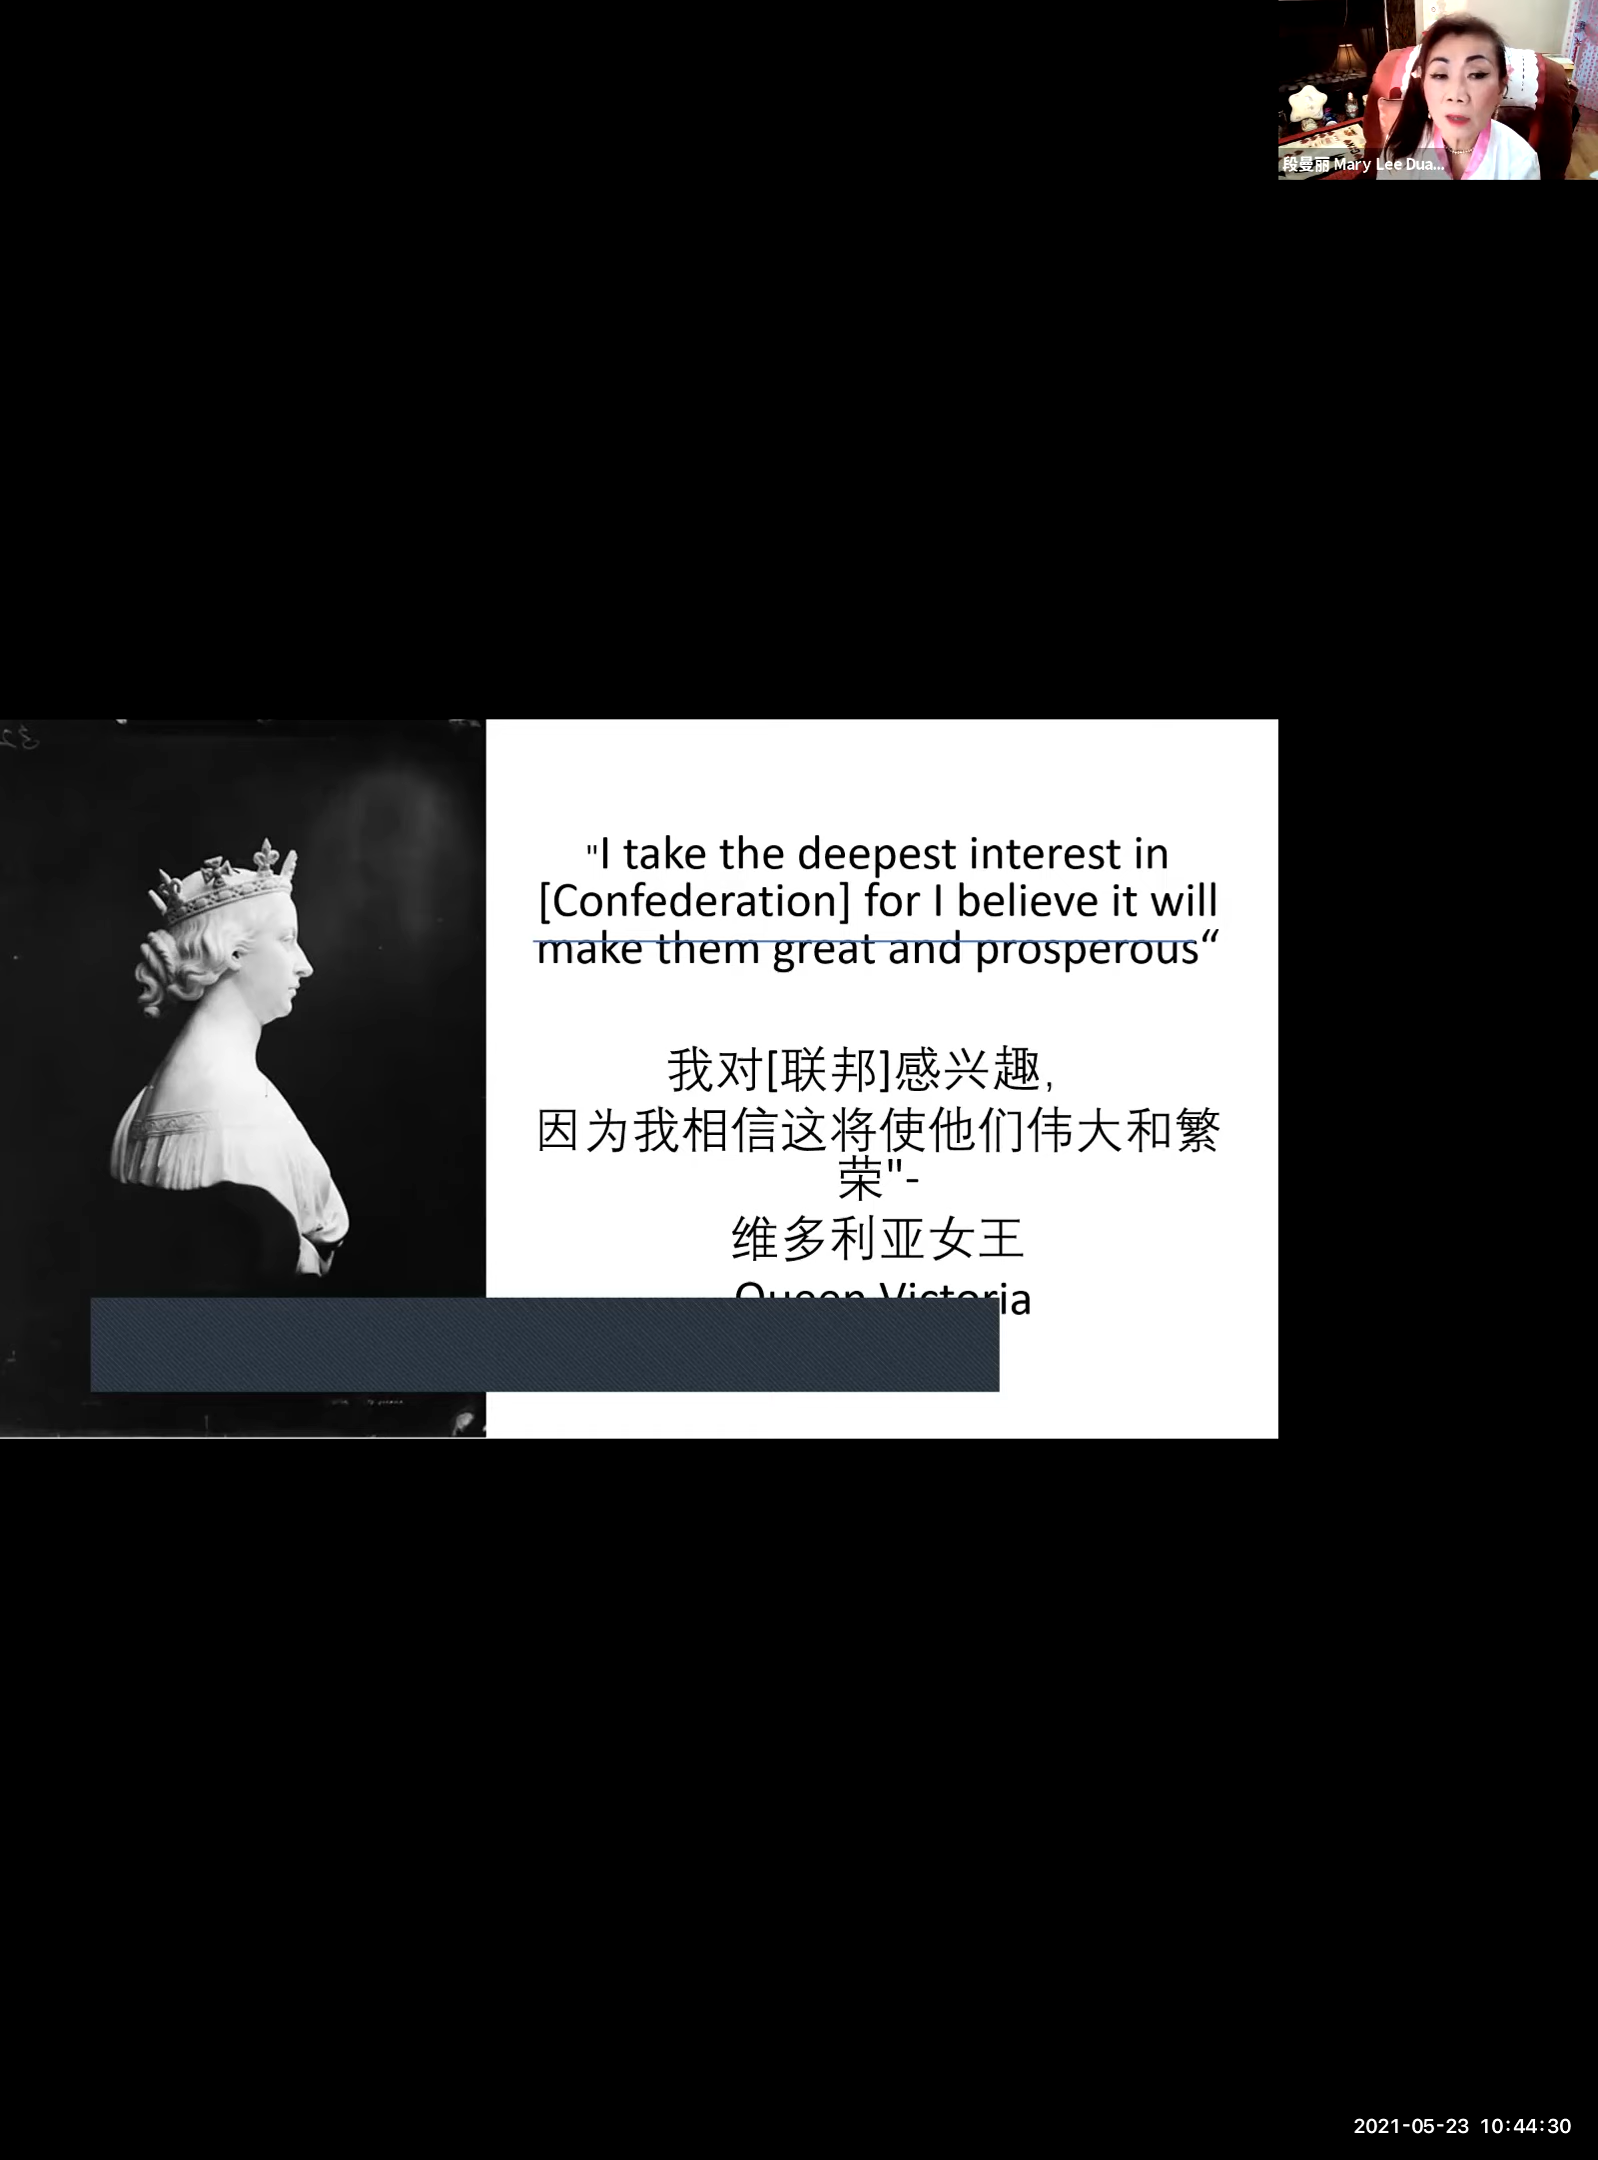 段曼丽 Mary Lee Dua...
"I take the deepest interest in
[Confederation] for I believe it will
make them great and prosperous“
我对[联邦]感兴趣,
因为我相信这将使他们伟大和繁
荣"-
维多利亚女王
Queen Victoria
2021-05-23 10:44:30